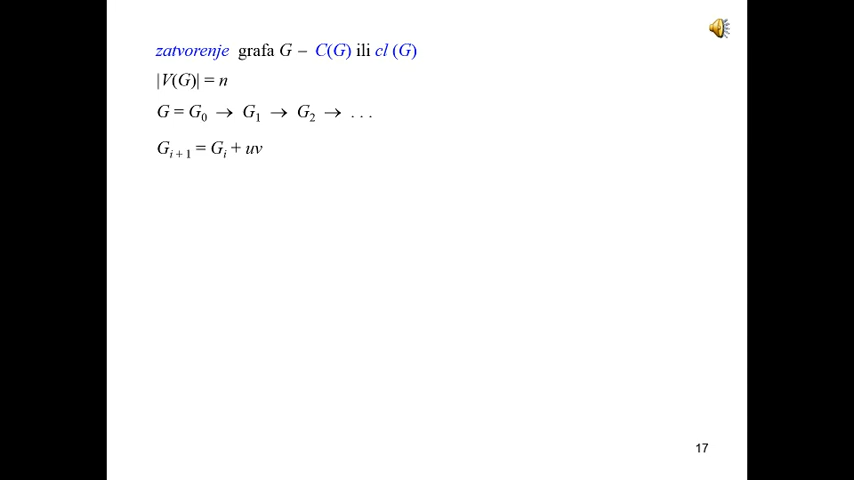 zatvorenje grafa G – C(G) ili cl (G)
|V(G)| = n
G = G₀ → G₁ → G₂ → . . .
Gᵢ₊₁ = Gᵢ + uv
17